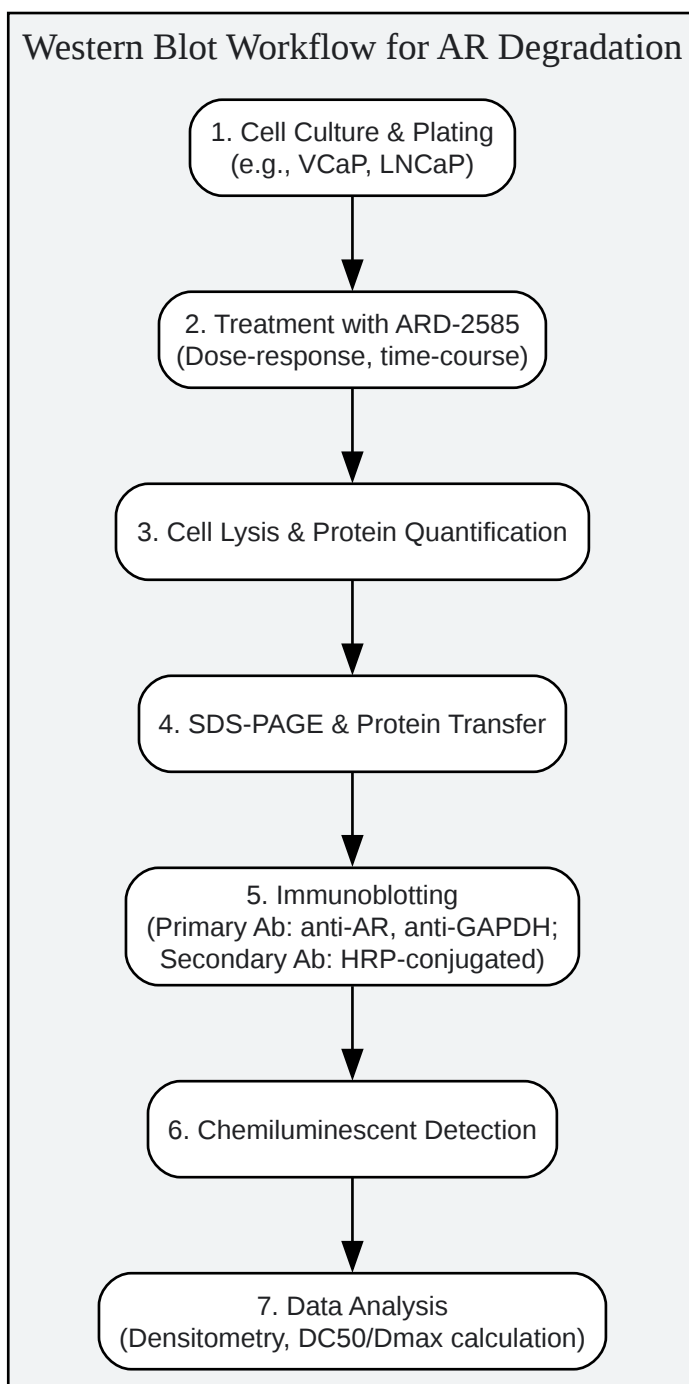 Western Blot Workflow for AR Degradation
1. Cell Culture & Plating
(e.g., VCaP, LNCaP)
2. Treatment with ARD-2585
(Dose-response, time-course)
3. Cell Lysis & Protein Quantification
4. SDS-PAGE & Protein Transfer
5. Immunoblotting
(Primary Ab: anti-AR, anti-GAPDH;
Secondary Ab: HRP-conjugated)
6. Chemiluminescent Detection
7. Data Analysis
(Densitometry, DC50/Dmax calculation)